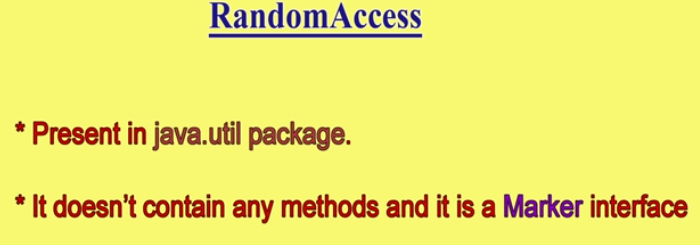 RandomAccess
* Present in java.util package.
* It doesn't contain any methods and it is a Marker interface